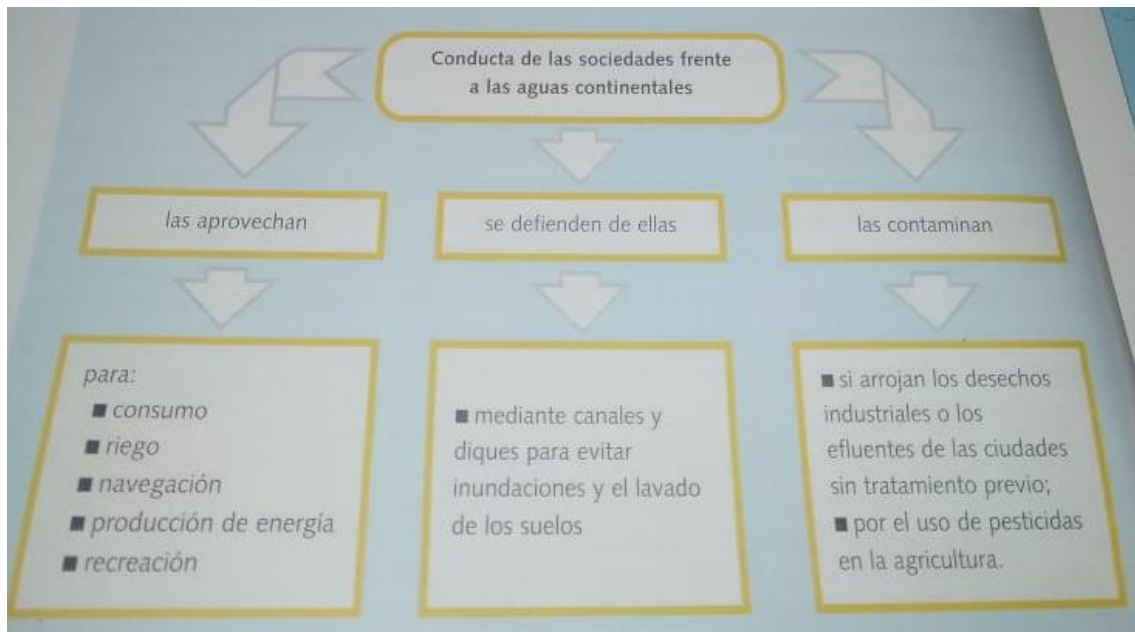 Conducta de las sociedades frente
a las aguas continentales
las aprovechan
se defienden de ellas
las contaminan
para:
■ consumo
■ riego
■ navegación
■ producción de energía
■ recreación
■ mediante canales y
diques para evitar
inundaciones y el lavado
de los suelos
■ si arrojan los desechos
industriales o los
efluentes de las ciudades
sin tratamiento previo;
■ por el uso de pesticidas
en la agricultura.